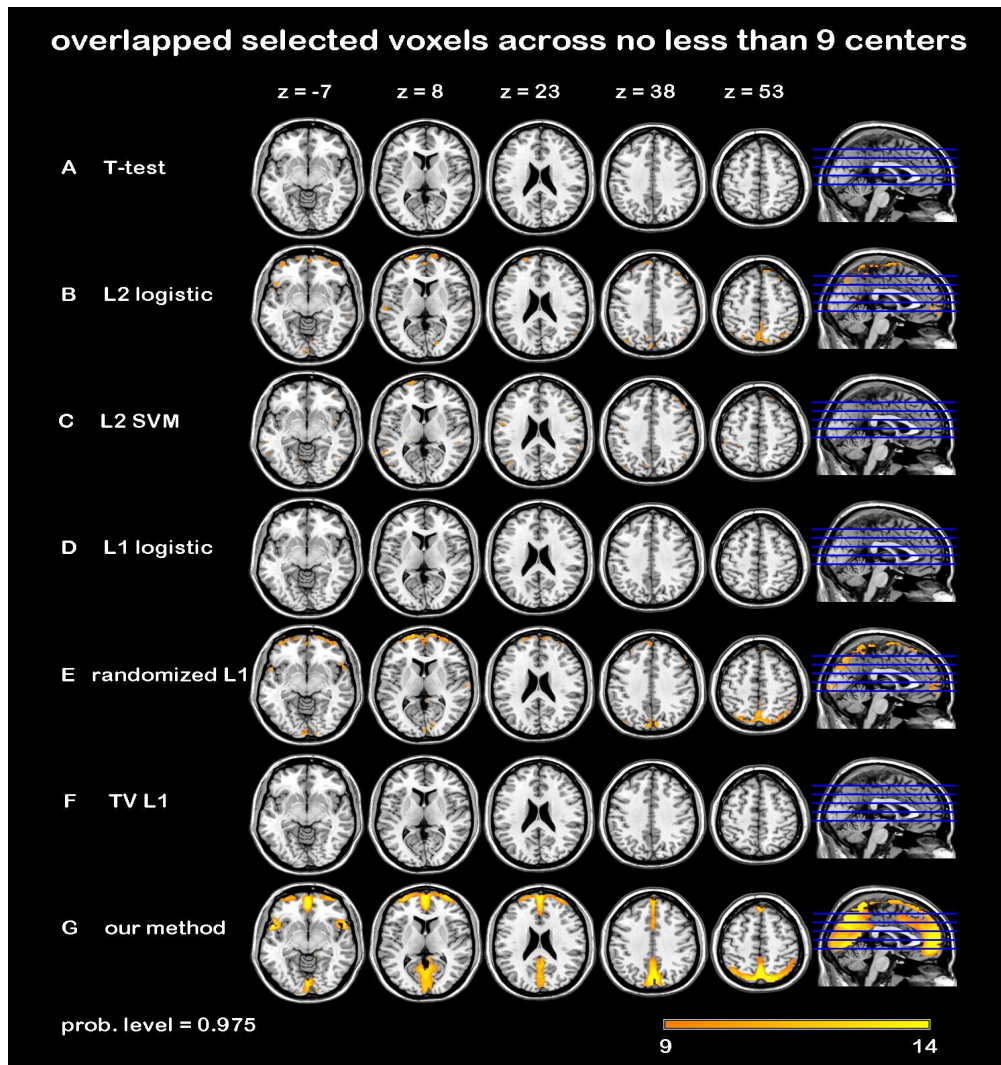 overlapped selected voxels across no less than 9 centers
z = -7 z = 8 z = 23 z = 38 z = 53
A T-test
B L2 logistic
C L2 SVM
D L1 logistic
E randomized L1
F TV L1
G our method
prob. level = 0.975
9 14